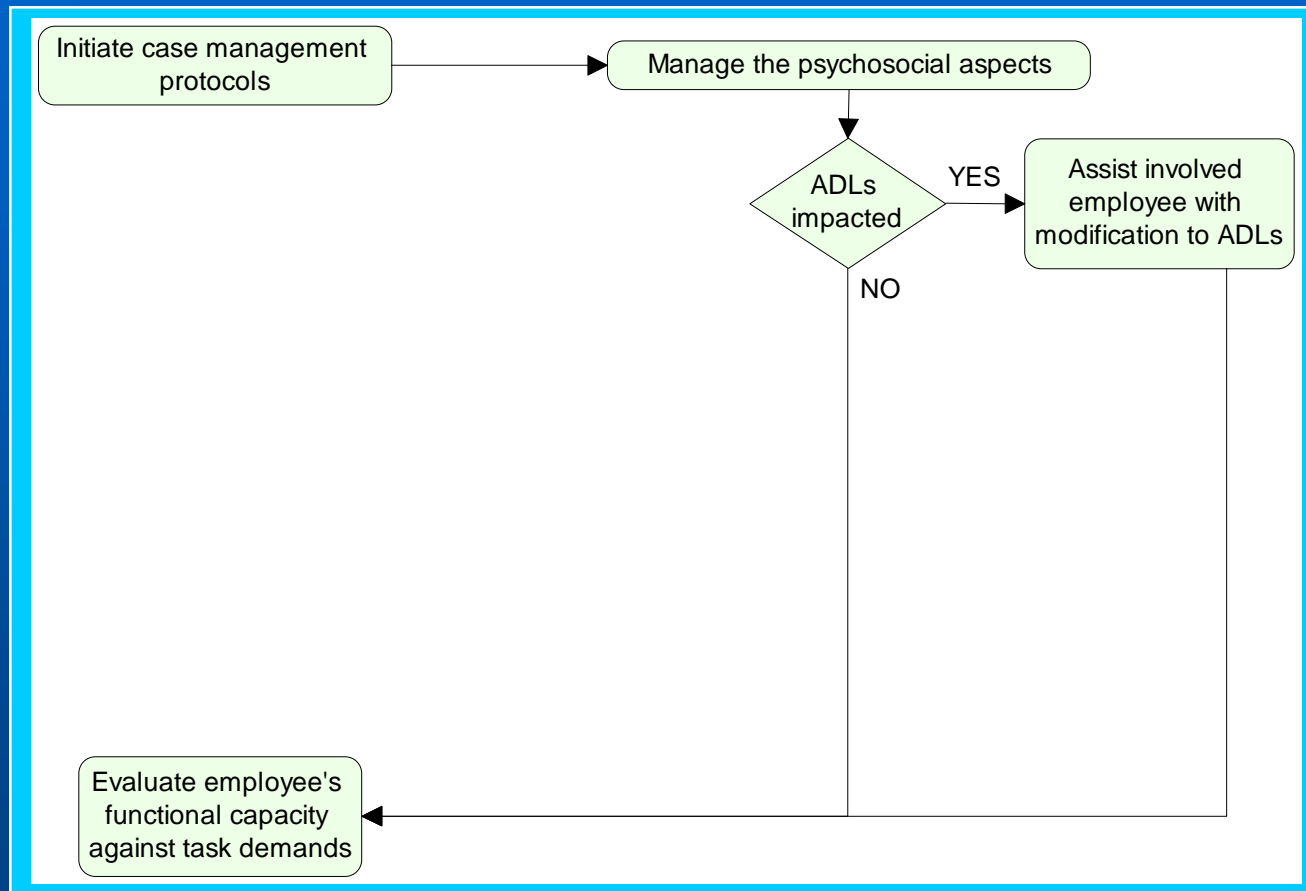 Initiate case management
protocols
Manage the psychosocial aspects
ADLs
impacted
YES
Assist involved
employee with
modification to ADLs
NO
Evaluate employee's
functional capacity
against task demands